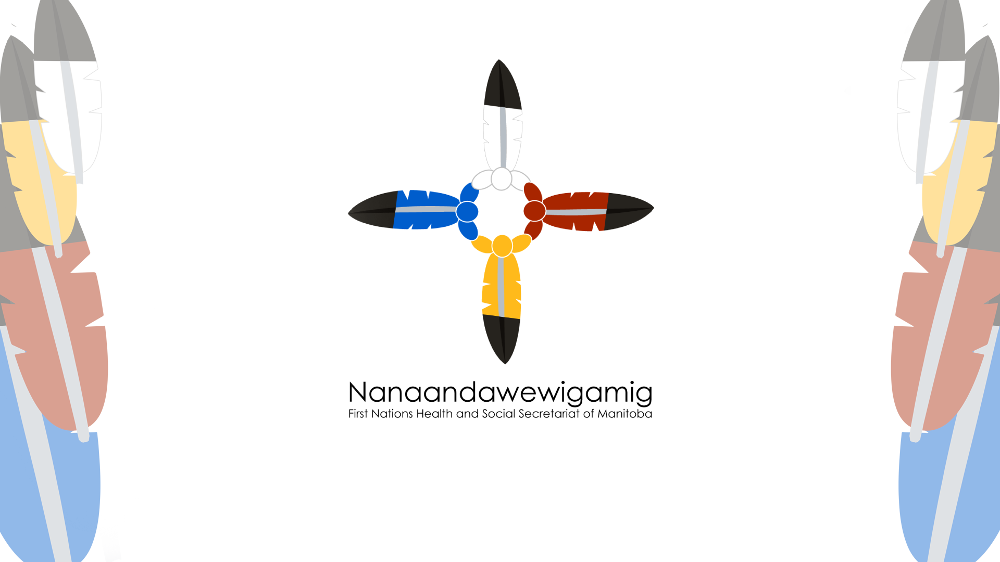 Nanaandawewigamig
First Nations Health and Social Secretariat of Manitoba